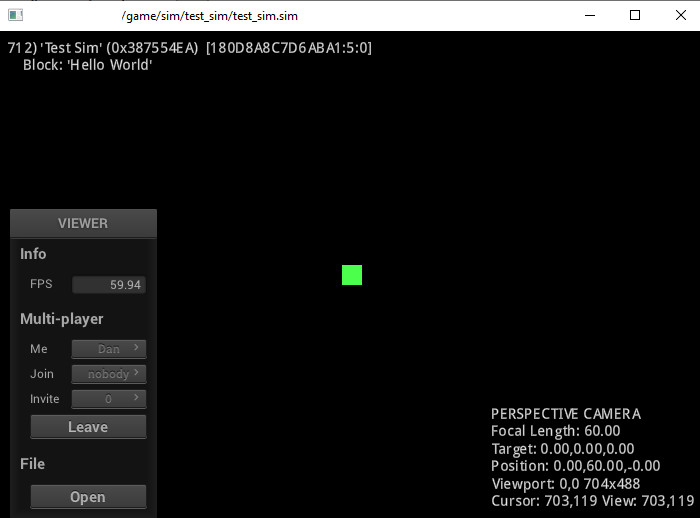 /game/sim/test_sim/test_sim.sim
712) 'Test Sim' (0x387554EA) [180D8A8C7D6ABA1:5:0]
Block: 'Hello World'
VIEWER
Info
FPS 59.94
Multi-player
Me Dan
Join nobody
Invite 0
Leave
File
Open
PERSPECTIVE CAMERA
Focal Length: 60.00
Target: 0.00,0.00,0.00
Position: 0.00,60.00,-0.00
Viewport: 0,0 704x488
Cursor: 703,119 View: 703,119